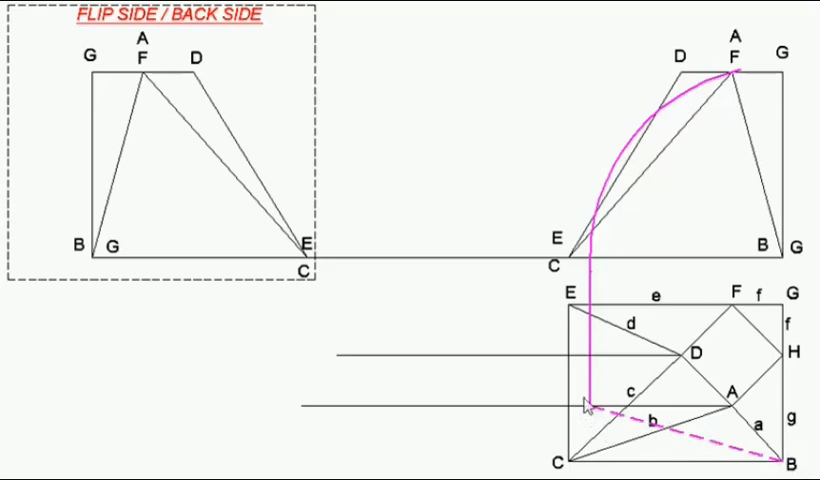 FLIP SIDE / BACK SIDE
A
G F D
B G E
C
A
D F G
E B G
C
E e F f G
d f
D H
c A
b a g
C B